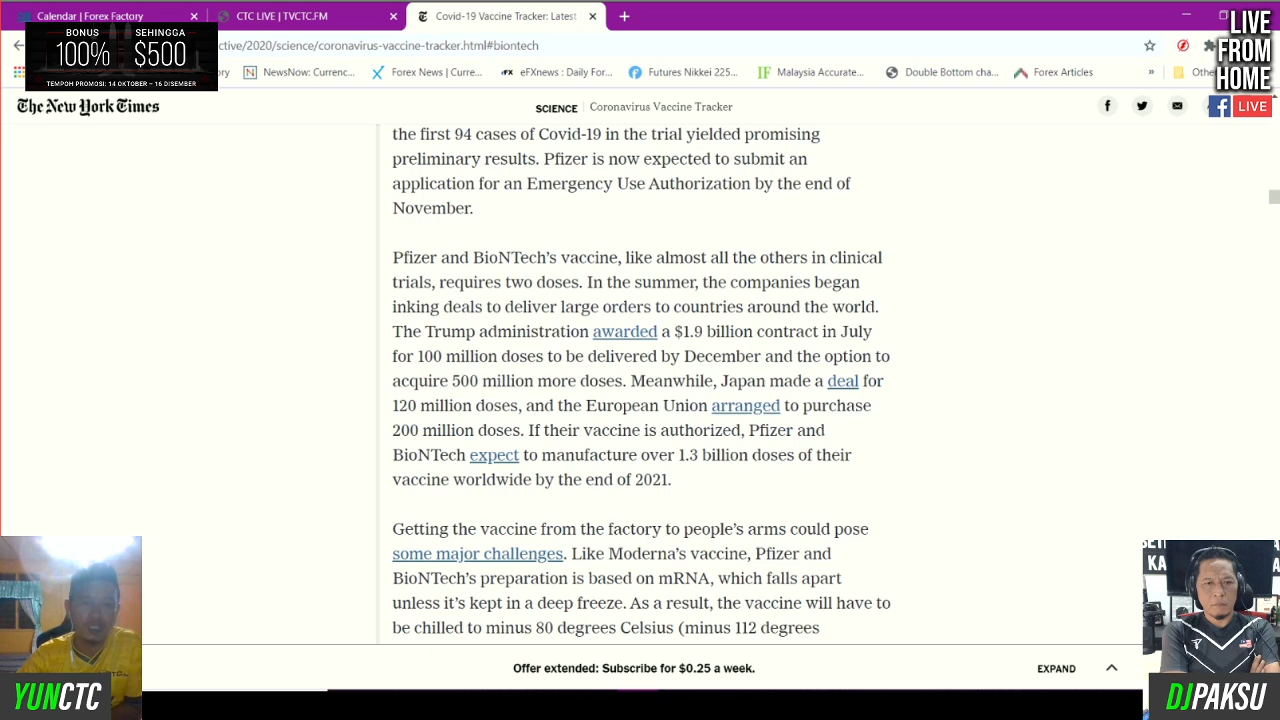 Calendar | Forex Factory
CTC LIVE | TVCTC.FM
Covid-19 Vaccine Tracker: Latest
BONUS
100%
SEHINGGA
$500
TEMPOH PROMOSI: 14 OKTOBER – 16 DISEMBER
LIVE
FROM
HOME
LIVE
ctive/2020/science/coronavirus-vaccine-tracker.html#biontech
NewsNow: Currenc...
Forex News | Curre...
eFXnews : Daily For...
Futures Nikkei 225...
Malaysia Accurate...
Double Bottom cha...
Forex Articles
The New York Times
SCIENCE
Coronavirus Vaccine Tracker
the first 94 cases of Covid-19 in the trial yielded promising
preliminary results. Pfizer is now expected to submit an
application for an Emergency Use Authorization by the end of
November.
Pfizer and BioNTech's vaccine, like almost all the others in clinical
trials, requires two doses. In the summer, the companies began
inking deals to deliver large orders to countries around the world.
The Trump administration awarded a $1.9 billion contract in July
for 100 million doses to be delivered by December and the option to
acquire 500 million more doses. Meanwhile, Japan made a deal for
120 million doses, and the European Union arranged to purchase
200 million doses. If their vaccine is authorized, Pfizer and
BioNTech expect to manufacture over 1.3 billion doses of their
vaccine worldwide by the end of 2021.
Getting the vaccine from the factory to people's arms could pose
some major challenges. Like Moderna's vaccine, Pfizer and
BioNTech's preparation is based on mRNA, which falls apart
unless it's kept in a deep freeze. As a result, the vaccine will have to
be chilled to minus 80 degrees Celsius (minus 112 degrees
Offer extended: Subscribe for $0.25 a week.
EXPAND
YUNCTC
DJPAKSU